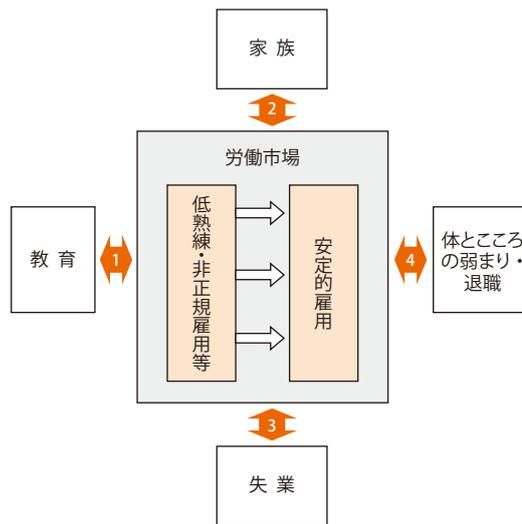 家族
2
労働市場
教育
1
低熟練・非正規雇用等
安定的雇用
4
体とこころ
の弱まり・
退職
3
失業